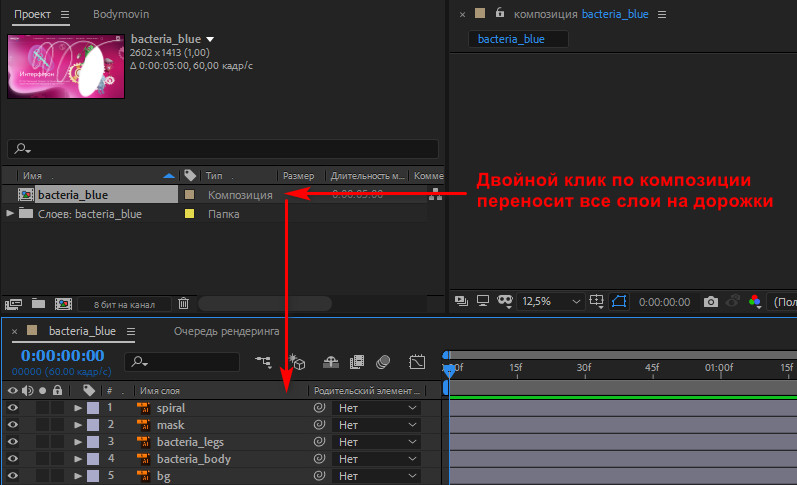 Проект
Bodymovin
bacteria_blue
2602 x 1413 (1,00)
Δ 0:00:05:00, 60,00 кадр/с
Интерферон
Имя
Тип
Размер
Длительность м...
Комме
bacteria_blue
Композиция
0:00:05:00
Слоев: bacteria_blue
Папка
8 бит на канал
× композиция bacteria_blue
bacteria_blue
Двойной клик по композиции
переносит все слои на дорожки
12,5%
0:00:00:00
(Пол
× bacteria_blue
Очередь рендеринга
0:00:00:00
00000 (60.00 кадр/с)
:00f 15f 30f 45f 01:00f 15f
# Имя слоя Родительский элемент ...
1 spiral Нет
2 mask Нет
3 bacteria_legs Нет
4 bacteria_body Нет
5 bg Нет